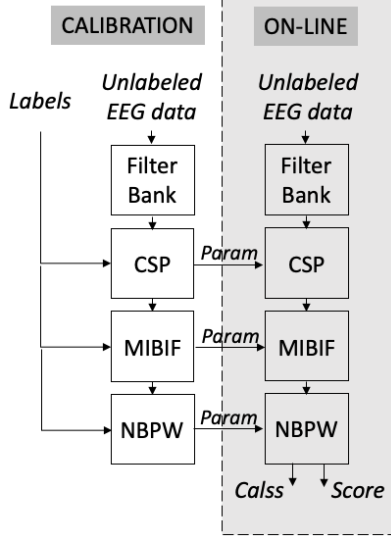 CALIBRATION
ON-LINE
Labels
Unlabeled
EEG data
Unlabeled
EEG data
Filter
Bank
Filter
Bank
CSP
Param
CSP
MIBIF
Param
MIBIF
NBPW
Param
NBPW
Calss
Score